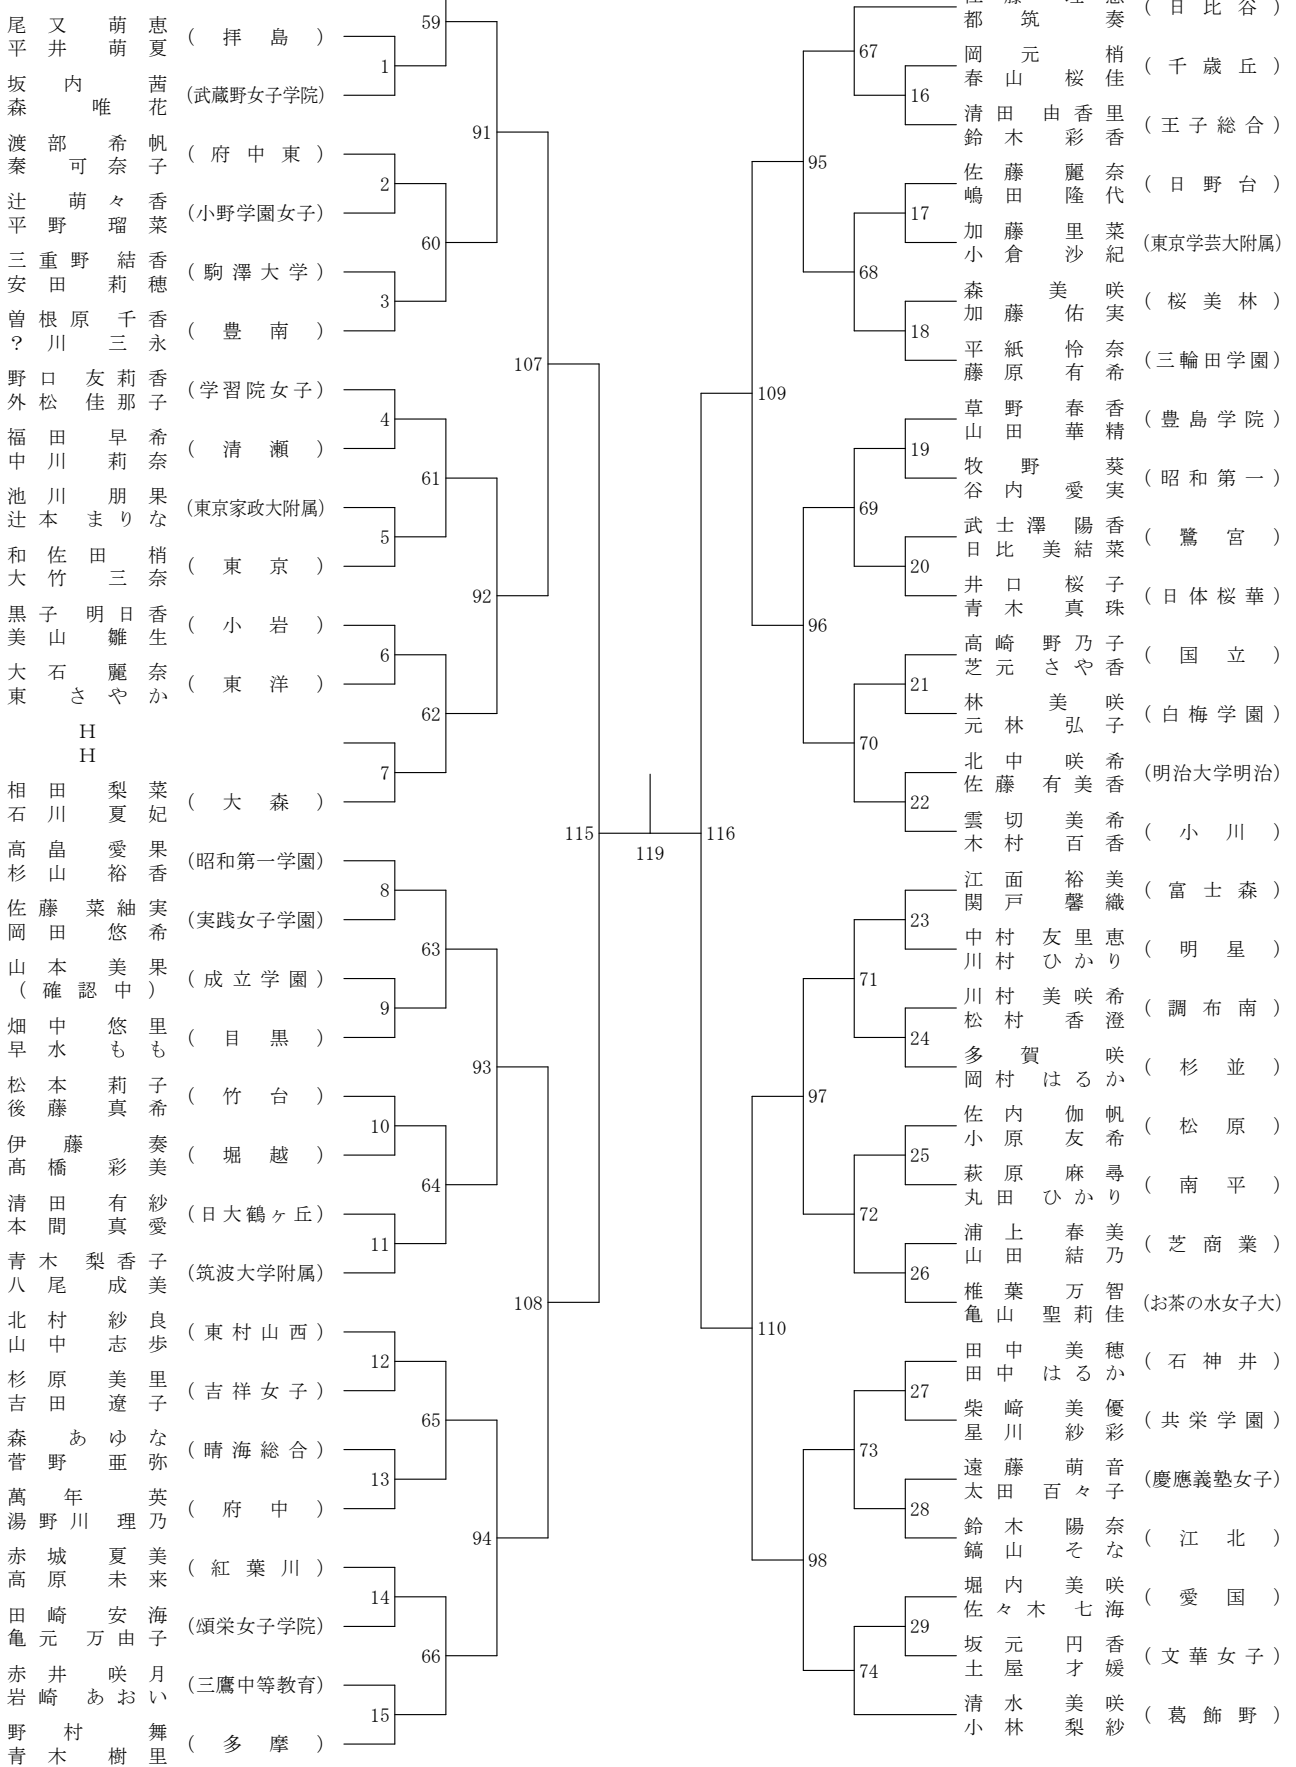 尾又 萌恵
平井 萌夏
(拝島)
坂内 茜
森 唯花
(武蔵野女子学院)
渡部 希帆
秦 可奈子
(府中東)
辻 萌々香
平野 瑠菜
(小野学園女子)
三重野 結香
安田 莉穂
(駒澤大学)
曽根原 千香
?川 三永
(豊南)
野口 友莉香
外松 佳那子
(学習院女子)
福田 早希
中川 莉奈
(清瀬)
池川 朋果
辻本 まりな
(東京家政大附属)
和佐田 梢
大竹 三奈
(東京)
黒子 明日香
美山 雛生
(小岩)
大石 麗奈
東 さやか
(東洋)
H
H
相田 梨菜
石川 夏妃
(大森)
高畠 愛果
杉山 裕香
(昭和第一学園)
佐藤 菜紬実
岡田 悠希
(実践女子学園)
山本 美果
(確認中)
(成立学園)
畑中 悠里
早水 もも
(目黒)
松本 莉子
後藤 真希
(竹台)
伊藤 奏
髙橋 彩美
(堀越)
清田 有紗
本間 真愛
(日大鶴ヶ丘)
青木 梨香子
八尾 成美
(筑波大学附属)
北村 紗良
山中 志歩
(東村山西)
杉原 美里
吉田 遼子
(吉祥女子)
森 あゆな
菅野 亜弥
(晴海総合)
萬年 英
湯野川 理乃
(府中)
赤城 夏美
高原 未来
(紅葉川)
田崎 安海
亀元 万由子
(頌栄女子学院)
赤井 咲月
岩崎 あおい
(三鷹中等教育)
野村 舞
青木 樹里
(多摩)
1
2
3
4
5
6
7
8
9
10
11
12
13
14
15
59
60
61
62
63
64
65
66
91
92
93
94
107
108
115
119
116
109
110
95
96
97
98
67
68
69
70
71
72
73
74
16
17
18
19
20
21
22
23
24
25
26
27
28
29
都筑 奏
(日比谷)
岡元 梢
春山 桜佳
(千歳丘)
清田 由香里
鈴木 彩香
(王子総合)
佐藤 麗奈
嶋田 隆代
(日野台)
加藤 里菜
小倉 沙紀
(東京学芸大附属)
森 美咲
加藤 佑実
(桜美林)
平紙 怜奈
藤原 有希
(三輪田学園)
草野 春香
山田 華精
(豊島学院)
牧野 葵
谷内 愛実
(昭和第一)
武士澤 陽香
日比 美結菜
(鷺宮)
井口 桜子
青木 真珠
(日体桜華)
高崎 野乃子
芝元 さや香
(国立)
林 美咲
元林 弘子
(白梅学園)
北中 咲希
佐藤 有美香
(明治大学明治)
雲切 美希
木村 百香
(小川)
江面 裕美
関戸 馨織
(富士森)
中村 友里恵
川村 ひかり
(明星)
川村 美咲希
松村 香澄
(調布南)
多賀 咲
岡村 はるか
(杉並)
佐内 伽帆
小原 友希
(松原)
萩原 麻尋
丸田 ひかり
(南平)
浦上 春美
山田 結乃
(芝商業)
椎葉 万智
亀山 聖莉佳
(お茶の水女子大)
田中 美穂
田中 はるか
(石神井)
柴﨑 美優
星川 紗彩
(共栄学園)
遠藤 萌音
太田 百々子
(慶應義塾女子)
鈴木 陽奈
鎬山 そな
(江北)
堀内 美咲
佐々木 七海
(愛国)
坂元 円香
土屋 才媛
(文華女子)
清水 美咲
小林 梨紗
(葛飾野)